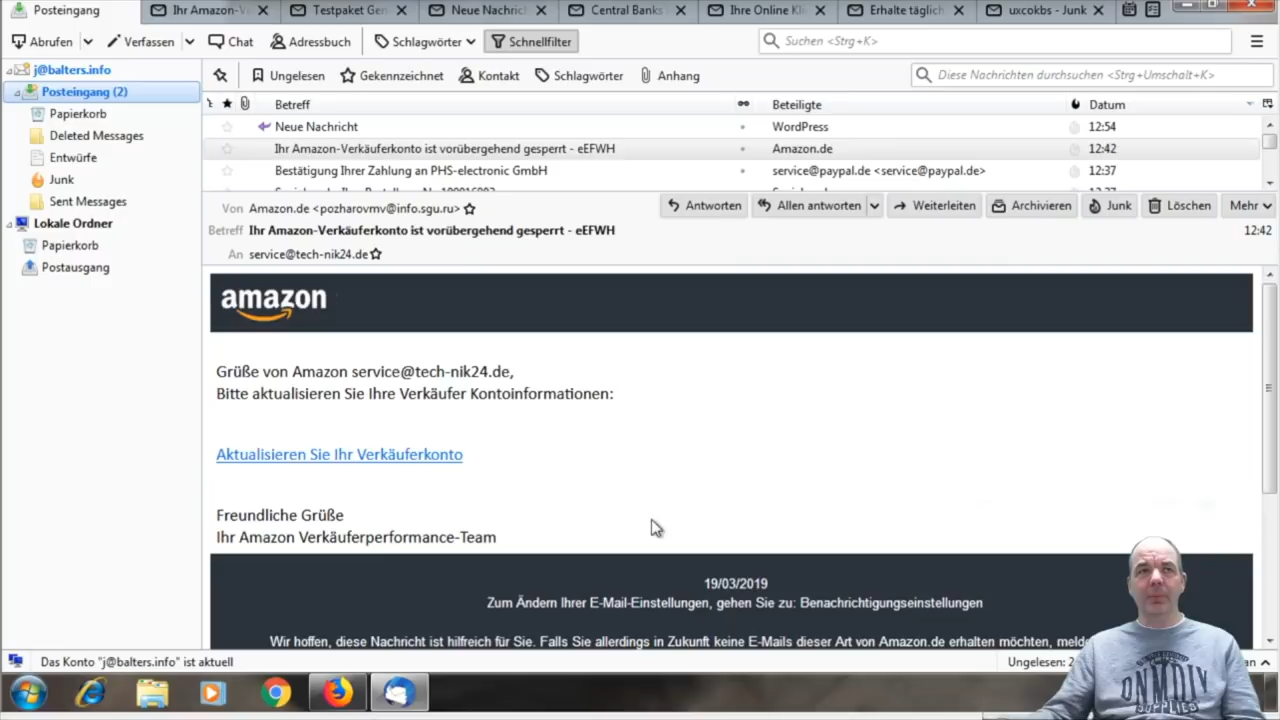 Posteingang
Ihr Amazon-V
Testpaket Gen
Neue Nachrich
Central Banks
Ihre Online Kl
Erhalte täglich
uxcokbs - Junk
Abrufen
Verfassen
Chat
Adressbuch
Schlagwörter
Schnellfilter
Suchen <Strg+K>
j@balters.info
Posteingang (2)
Papierkorb
Deleted Messages
Entwürfe
Junk
Sent Messages
Lokale Ordner
Papierkorb
Postausgang
Ungelesen
Gekennzeichnet
Kontakt
Schlagwörter
Anhang
Diese Nachrichten durchsuchen <Strg+Umschalt+K>
Betreff
Beteiligte
Datum
Neue Nachricht
WordPress
12:54
Ihr Amazon-Verkäuferkonto ist vorübergehend gesperrt - eEFWH
Amazon.de
12:42
Bestätigung Ihrer Zahlung an PHS-electronic GmbH
service@paypal.de <service@paypal.de>
12:37
Von Amazon.de <pozharovmv@info.sgu.ru>
Antworten
Allen antworten
Weiterleiten
Archivieren
Junk
Löschen
Mehr
Betreff Ihr Amazon-Verkäuferkonto ist vorübergehend gesperrt - eEFWH
12:42
An service@tech-nik24.de
amazon
Grüße von Amazon service@tech-nik24.de,
Bitte aktualisieren Sie Ihre Verkäufer Kontoinformationen:
Aktualisieren Sie Ihr Verkäuferkonto
Freundliche Grüße
Ihr Amazon Verkäuferperformance-Team
19/03/2019
Zum Ändern Ihrer E-Mail-Einstellungen, gehen Sie zu: Benachrichtigungseinstellungen
Wir hoffen, diese Nachricht ist hilfreich für Sie. Falls Sie allerdings in Zukunft keine E-Mails dieser Art von Amazon.de erhalten möchten, melde
Das Konto "j@balters.info" ist aktuell
Ungelesen: 2
SUPPLIES